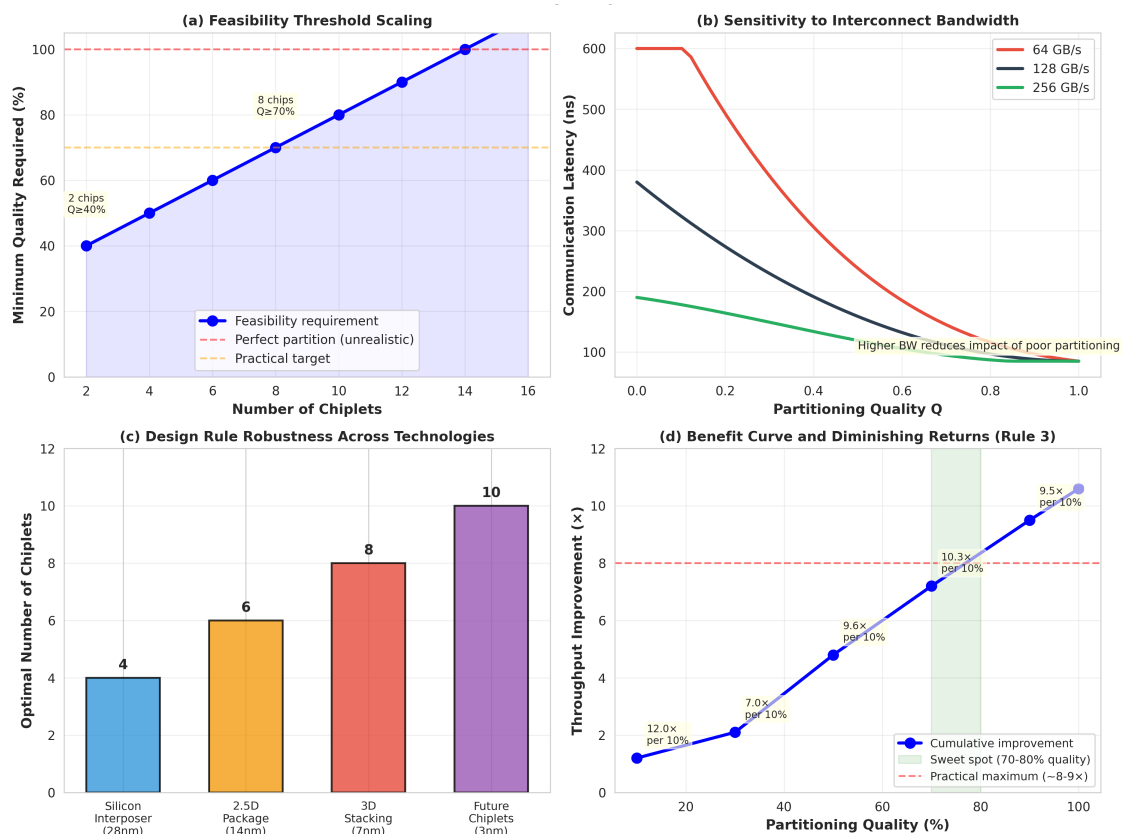 (a) Feasibility Threshold Scaling
Minimum Quality Required (%)
100
80
60
40
20
0
2 chips
Q≥40%
8 chips
Q≥70%
Feasibility requirement
Perfect partition (unrealistic)
Practical target
2 4 6 8 10 12 14 16
Number of Chiplets
(b) Sensitivity to Interconnect Bandwidth
Communication Latency (ns)
600
500
400
300
200
100
64 GB/s
128 GB/s
256 GB/s
Higher BW reduces impact of poor partitioning
0.0 0.2 0.4 0.6 0.8 1.0
Partitioning Quality Q
(c) Design Rule Robustness Across Technologies
Optimal Number of Chiplets
12
10
8
6
4
2
0
4
6
8
10
Silicon
Interposer
(28nm)
2.5D
Package
(14nm)
3D
Stacking
(7nm)
Future
Chiplets
(3nm)
(d) Benefit Curve and Diminishing Returns (Rule 3)
Throughput Improvement (×)
12
10
8
6
4
2
0
12.0×
per 10%
7.0×
per 10%
9.6×
per 10%
10.3×
per 10%
9.5×
per 10%
Cumulative improvement
Sweet spot (70-80% quality)
Practical maximum (~8-9×)
20 40 60 80 100
Partitioning Quality (%)